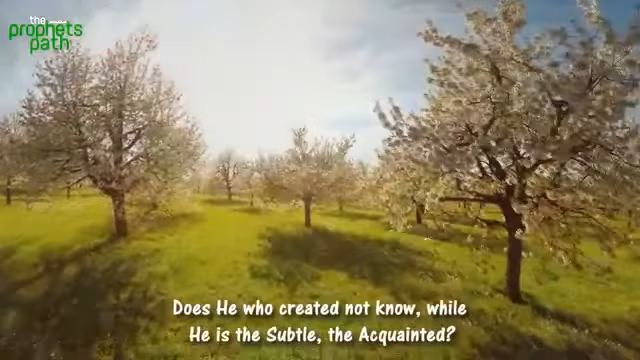 the
prophets
path
Does He who created not know, while
He is the Subtle, the Acquainted?